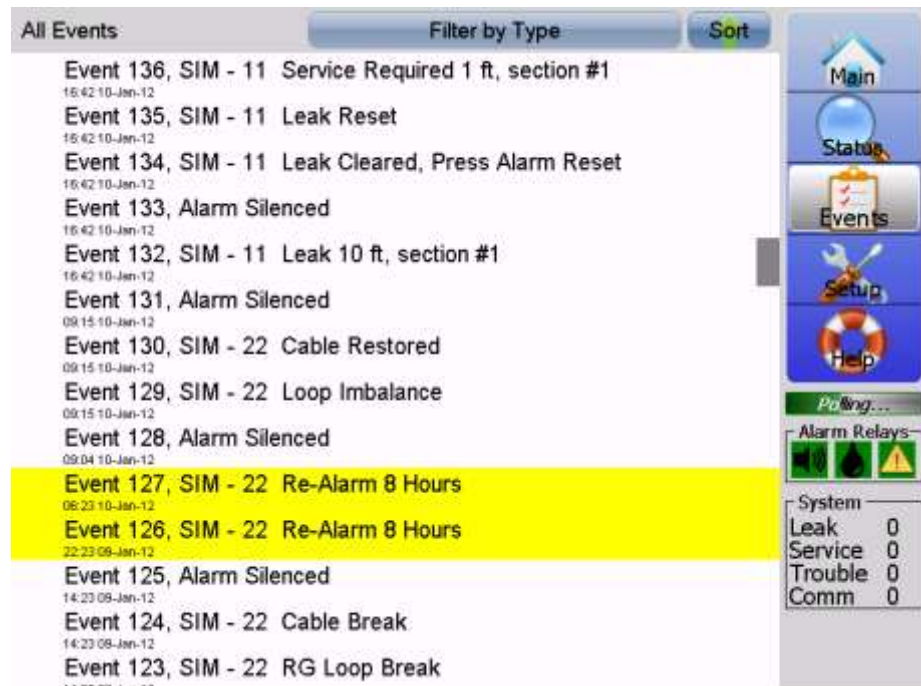 All Events
Filter by Type
Sort
Event 136, SIM - 11 Service Required 1 ft, section #1
16:42 10-Jan-12
Event 135, SIM - 11 Leak Reset
16:42 10-Jan-12
Event 134, SIM - 11 Leak Cleared, Press Alarm Reset
16:42 10-Jan-12
Event 133, Alarm Silenced
16:42 10-Jan-12
Event 132, SIM - 11 Leak 10 ft, section #1
16:42 10-Jan-12
Event 131, Alarm Silenced
09:15 10-Jan-12
Event 130, SIM - 22 Cable Restored
09:15 10-Jan-12
Event 129, SIM - 22 Loop Imbalance
09:15 10-Jan-12
Event 128, Alarm Silenced
09:04 10-Jan-12
Event 127, SIM - 22 Re-Alarm 8 Hours
06:23 10-Jan-12
Event 126, SIM - 22 Re-Alarm 8 Hours
22:23 09-Jan-12
Event 125, Alarm Silenced
14:23 09-Jan-12
Event 124, SIM - 22 Cable Break
14:23 09-Jan-12
Event 123, SIM - 22 RG Loop Break
Main
Status
Events
Setup
Help
Polling...
Alarm Relays
System
Leak 0
Service 0
Trouble 0
Comm 0